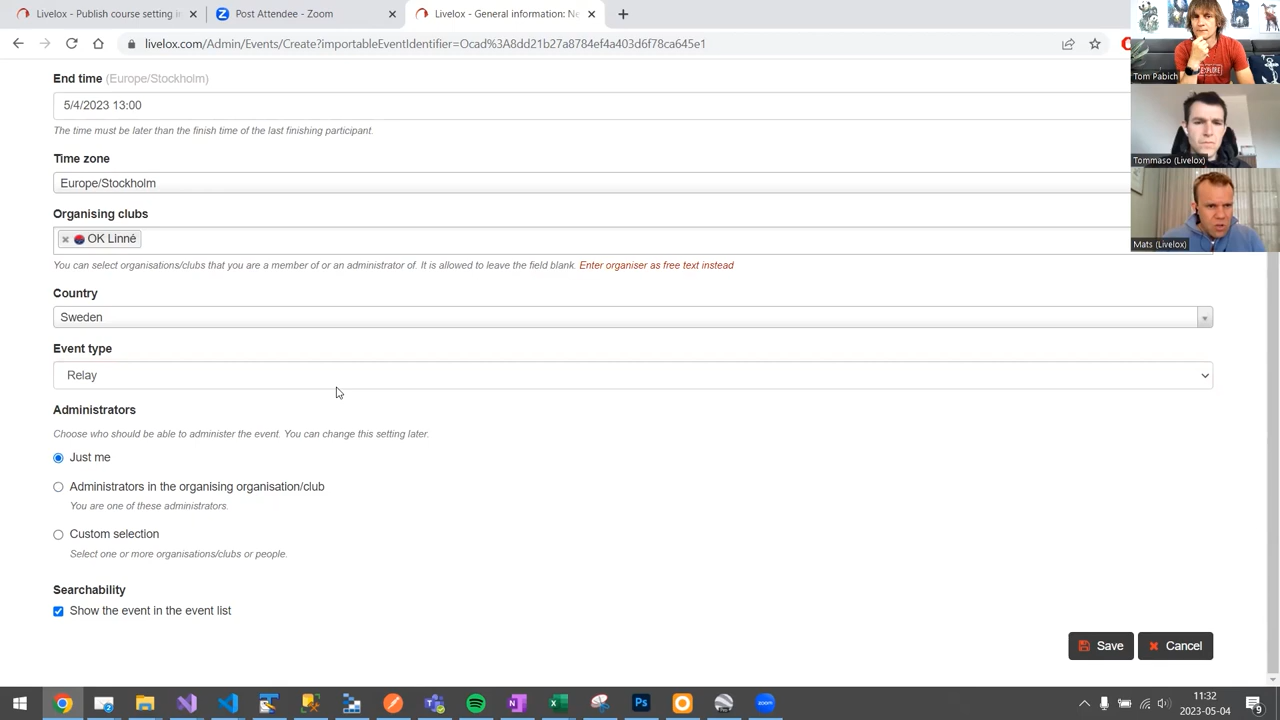 Livelox - Publish course setting i
Post Attendee - Zoom
Livelox - General information: Ne
livelox.com/Admin/Events/Create?importableEventIdentifier=Ocad%3A8dd21b27a8784ef4a403d6f78ca645e1
End time (Europe/Stockholm)
5/4/2023 13:00
The time must be later than the finish time of the last finishing participant.
Time zone
Europe/Stockholm
Organising clubs
OK Linné
You can select organisations/clubs that you are a member of or an administrator of. It is allowed to leave the field blank. Enter organiser as free text instead
Country
Sweden
Event type
Relay
Administrators
Choose who should be able to administer the event. You can change this setting later.
Just me
Administrators in the organising organisation/club
You are one of these administrators.
Custom selection
Select one or more organisations/clubs or people.
Searchability
Show the event in the event list
Save
Cancel
EXPLORE
Tom Pabich
Tommaso (Livelox)
Mats (Livelox)
11:32
2023-05-04
9